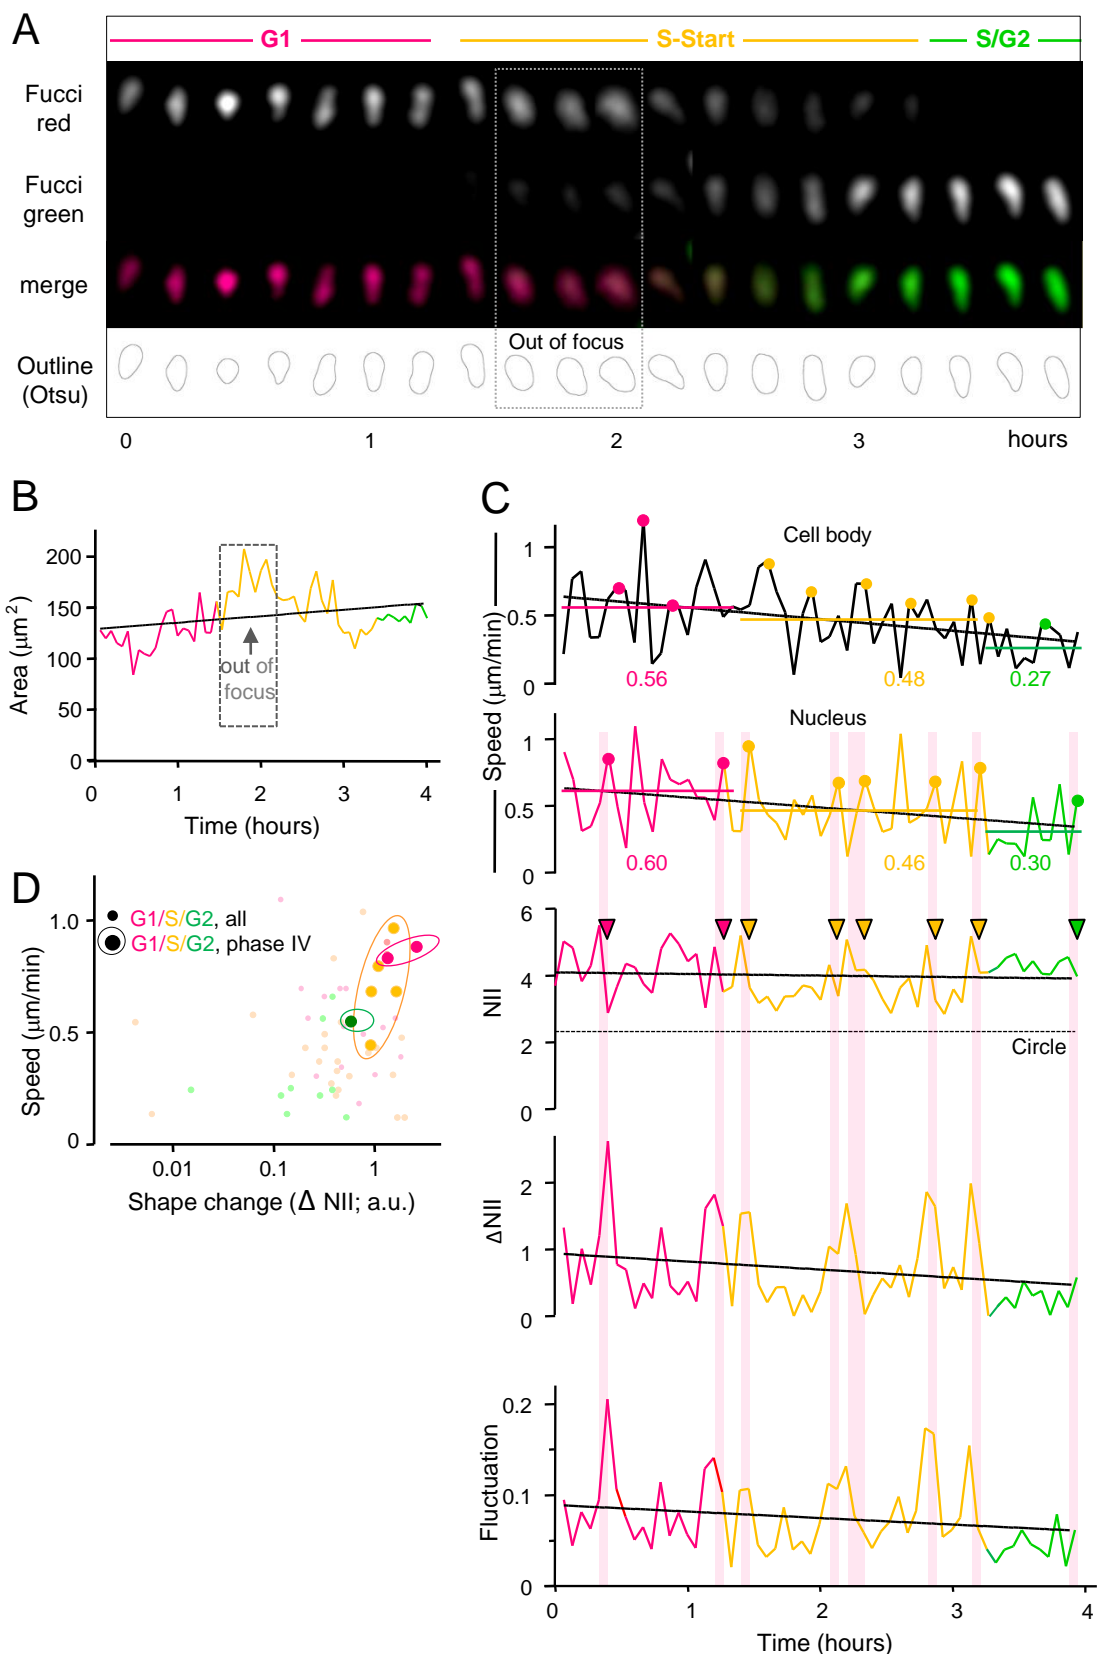 A
G1 S-Start S/G2
Fucci
red
Fucci
green
merge
Out of focus
Outline
(Otsu)
0 1 2 3 hours
B
200
150
100
50
0
Area (μm²)
out of
focus
0 1 2 3 4
Time (hours)
C
Speed (μm/min)
Cell body
1
0.5
0
0.56 0.48 0.27
Nucleus
1
0.5
0
0.60 0.46 0.30
6
4
2
0
NII
Circle
2
1
0
ΔNII
0.2
0.1
0
Fluctuation
0 1 2 3 4
Time (hours)
D
G1/S/G2, all
G1/S/G2, phase IV
1.0
0.5
0
Speed (μm/min)
0.01 0.1 1
Shape change (Δ NII; a.u.)